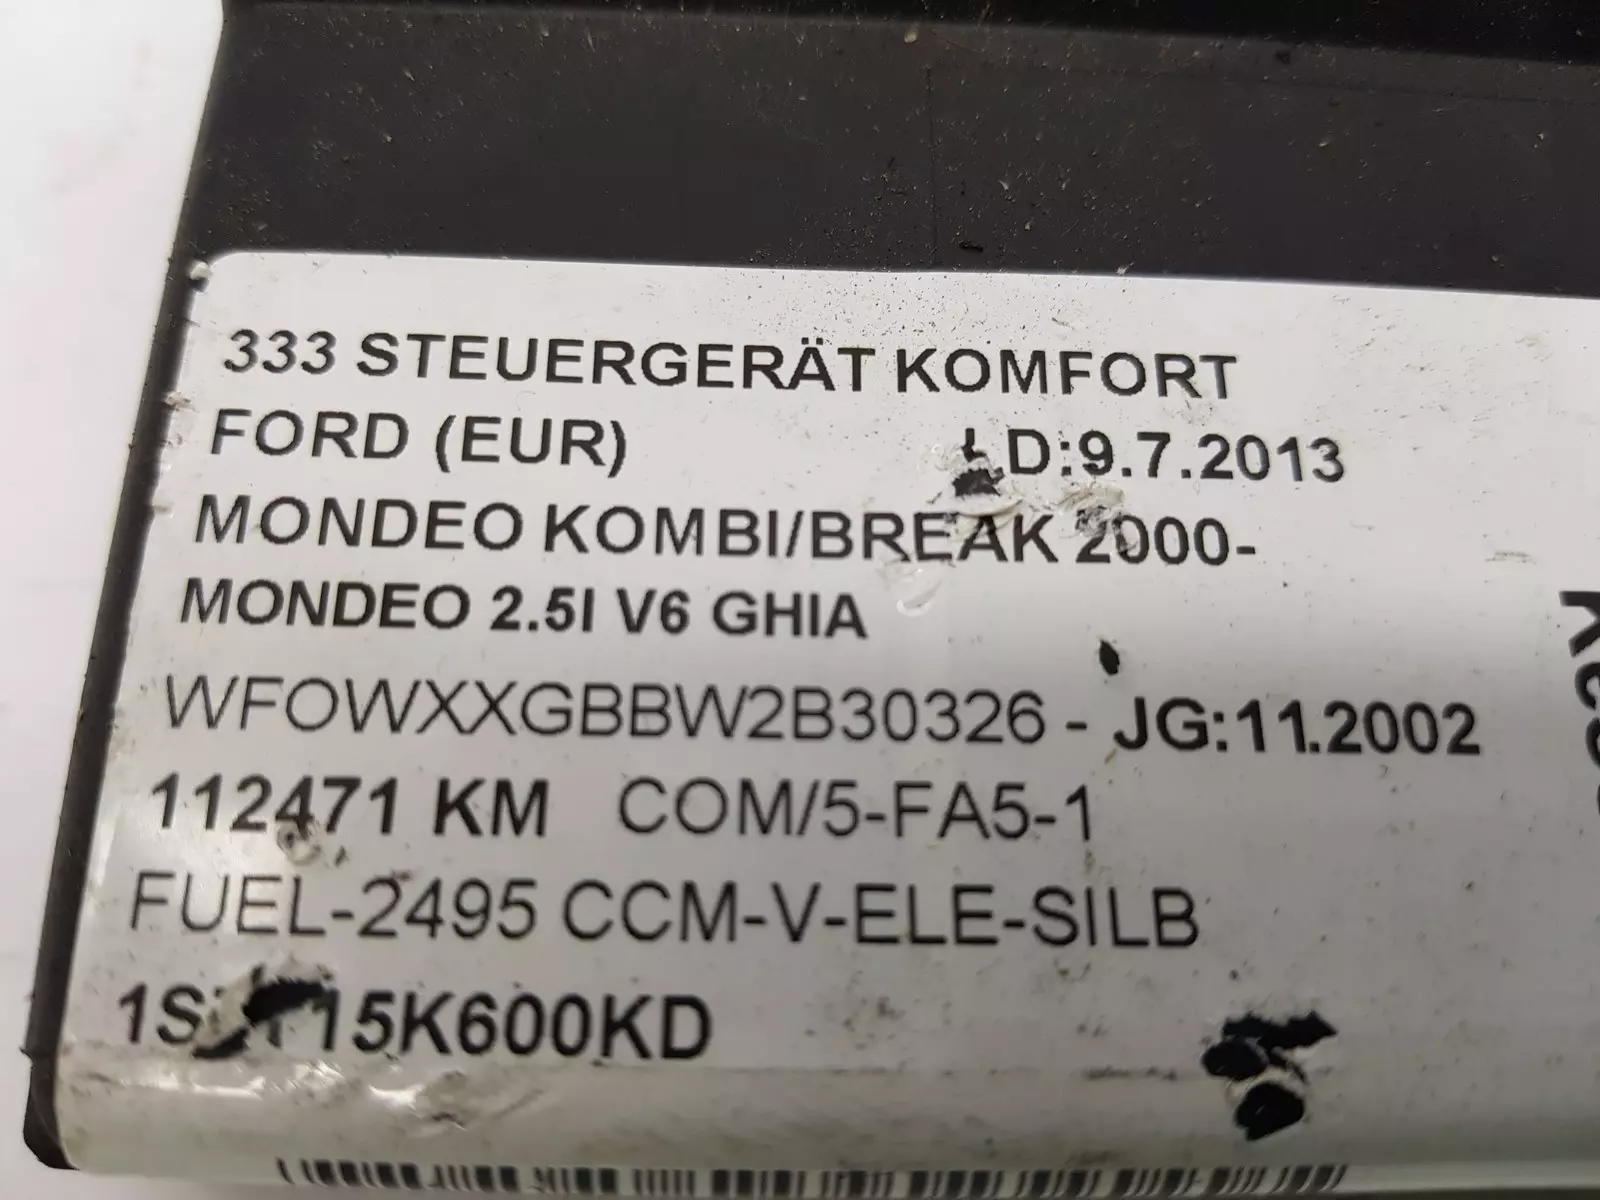 333 STEUERGERÄT KOMFORT
FORD (EUR) LD:9.7.2013
MONDEO KOMBI/BREAK 2000-
MONDEO 2.5I V6 GHIA
WFOWXXGBBW2B30326 - JG:11.2002
112471 KM COM/5-FA5-1
FUEL-2495 CCM-V-ELE-SILB